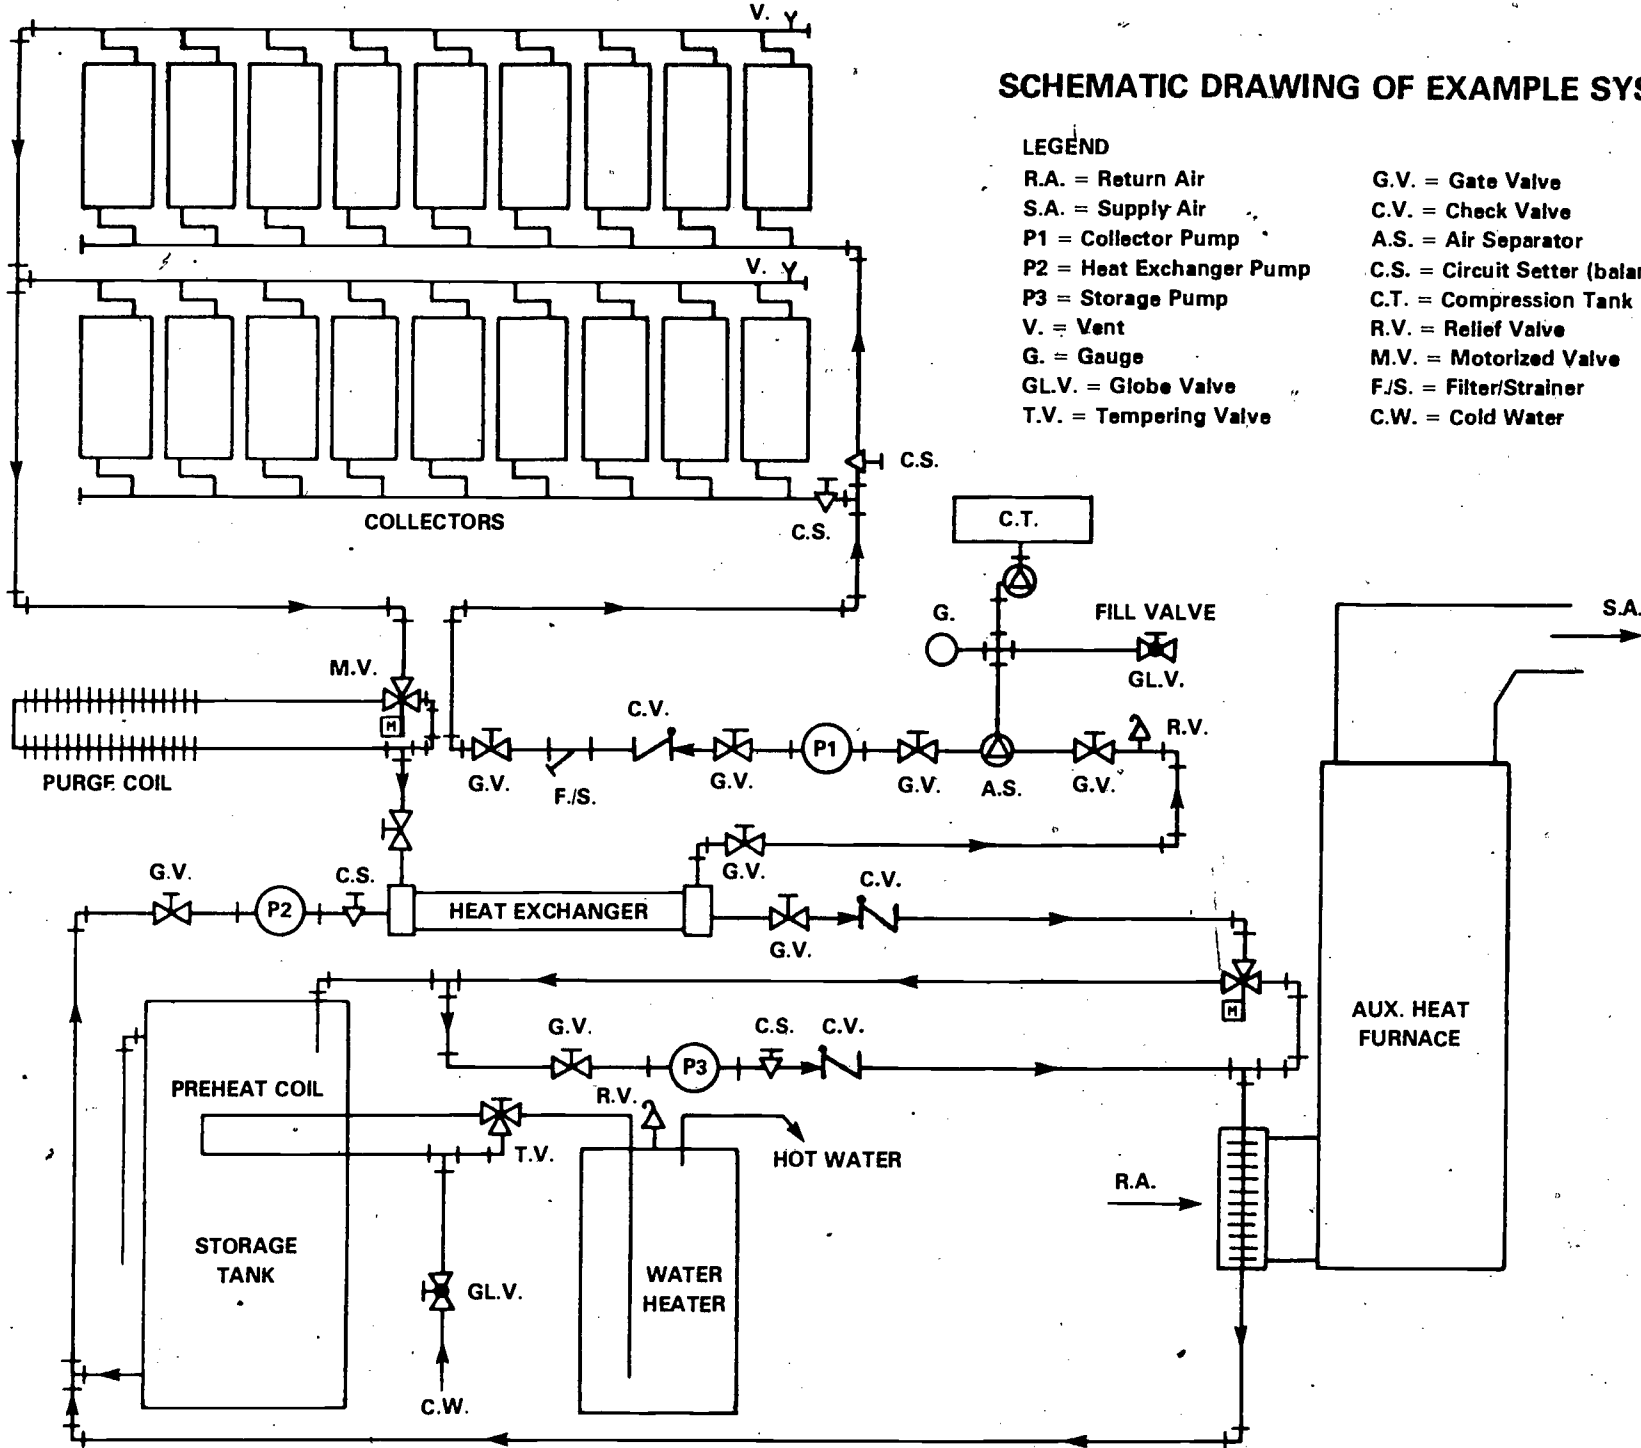 V.
SCHEMATIC DRAWING OF EXAMPLE SYS
LEGEND
R.A. = Return Air
S.A. = Supply Air
P1 = Collector Pump
P2 = Heat Exchanger Pump
P3 = Storage Pump
V. = Vent
G. = Gauge
GL.V. = Globe Valve
T.V. = Tempering Valve
G.V. = Gate Valve
C.V. = Check Valve
A.S. = Air Separator
C.S. = Circuit Setter (balan
C.T. = Compression Tank
R.V. = Relief Valve
M.V. = Motorized Valve
F./S. = Filter/Strainer
C.W. = Cold Water
V.
C.S.
COLLECTORS
C.S.
C.T.
G.
FILL VALVE
GL.V.
S.A.
M.V.
M
C.V.
P1
R.V.
PURGE COIL
G.V.
F./S.
G.V.
G.V.
A.S.
G.V.
G.V.
G.V.
P2
C.S.
HEAT EXCHANGER
C.V.
G.V.
M
AUX. HEAT
FURNACE
G.V.
P3
C.S.
C.V.
PREHEAT COIL
R.V.
T.V.
HOT WATER
R.A.
STORAGE
TANK
GL.V.
WATER
HEATER
C.W.